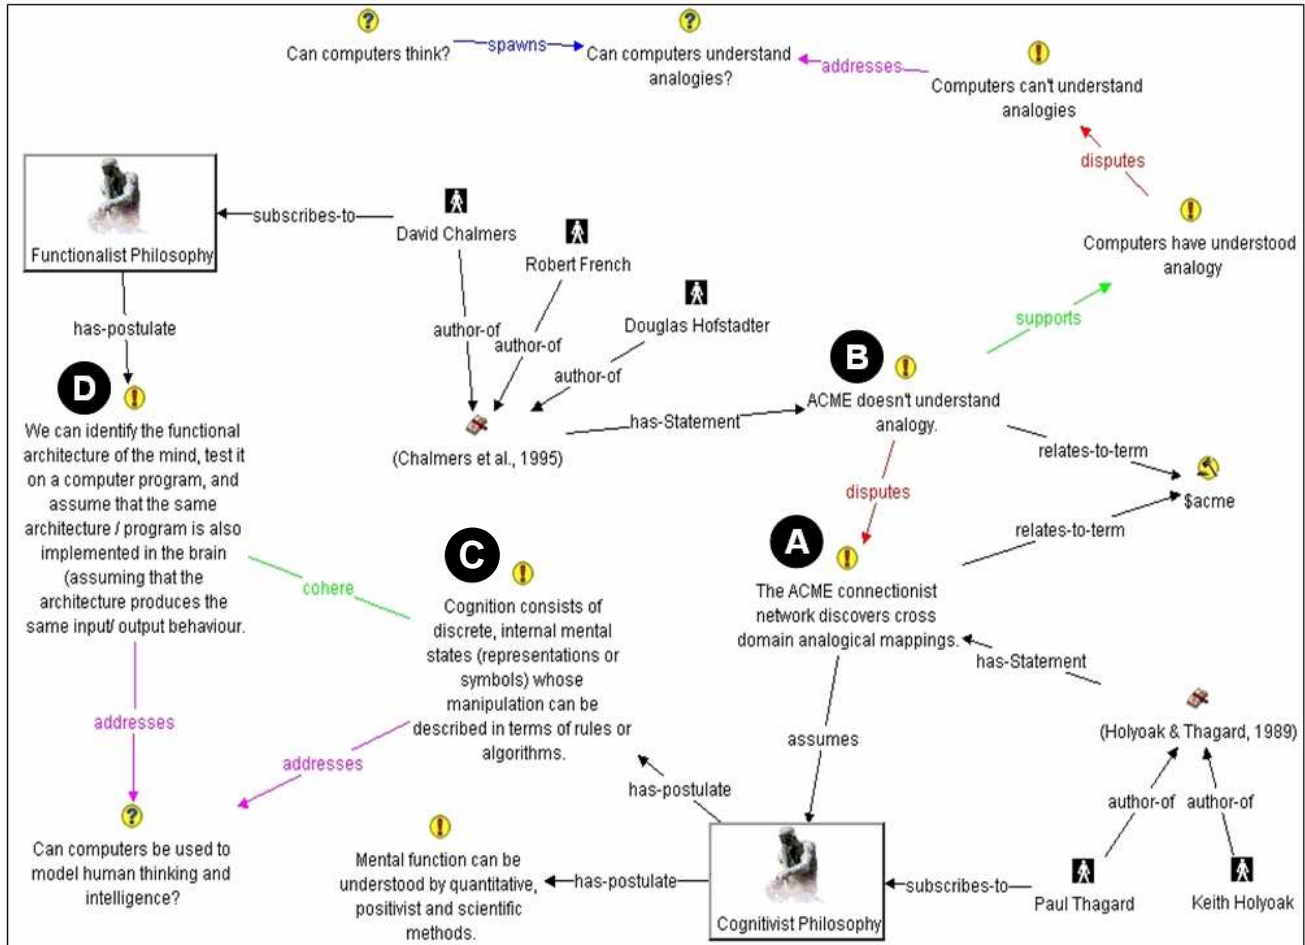 Can computers think?
spawns
Can computers understand
analogies?
addresses
Computers can't understand
analogies
disputes
Computers have understood
analogy
supports
Functionalist Philosophy
subscribes-to
David Chalmers
Robert French
Douglas Hofstadter
has-postulate
author-of
author-of
author-of
D
We can identify the functional
architecture of the mind, test it
on a computer program, and
assume that the same
architecture / program is also
implemented in the brain
(assuming that the
architecture produces the
same input/ output behaviour.
(Chalmers et al., 1995)
has-Statement
B
ACME doesn't understand
analogy.
relates-to-term
$acme
disputes
relates-to-term
A
The ACME connectionist
network discovers cross
domain analogical mappings.
has-Statement
C
Cognition consists of
discrete, internal mental
states (representations or
symbols) whose
manipulation can be
described in terms of rules or
algorithms.
cohere
addresses
addresses
assumes
has-postulate
(Holyoak & Thagard, 1989)
author-of
author-of
Can computers be used to
model human thinking and
intelligence?
Mental function can be
understood by quantitative,
positivist and scientific
methods.
has-postulate
Cognitivist Philosophy
subscribes-to
Paul Thagard
Keith Holyoak